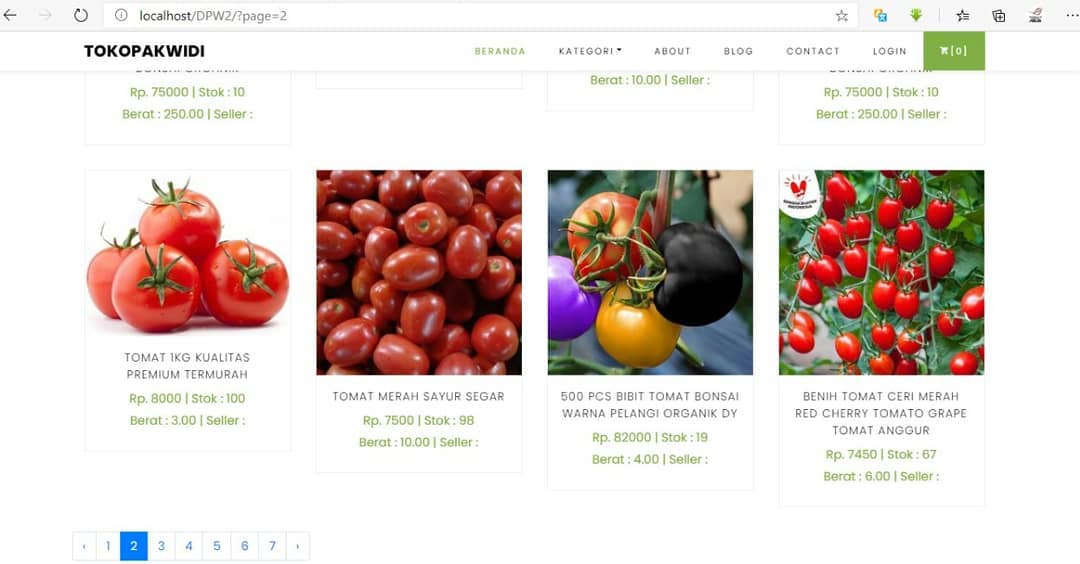 localhost/DPW2/?page=2
TOKOPAKWIDI
BERANDA KATEGORI ABOUT BLOG CONTACT LOGIN [0]
BONSAI ORGANIK
Rp. 75000 | Stok : 10
Berat : 250.00 | Seller :
Berat : 10.00 | Seller :
BONSAI ORGANIK
Rp. 75000 | Stok : 10
Berat : 250.00 | Seller :
TOMAT 1KG KUALITAS
PREMIUM TERMURAH
Rp. 8000 | Stok : 100
Berat : 3.00 | Seller :
TOMAT MERAH SAYUR SEGAR
Rp. 7500 | Stok : 98
Berat : 10.00 | Seller :
500 PCS BIBIT TOMAT BONSAI
WARNA PELANGI ORGANIK DY
Rp. 82000 | Stok : 19
Berat : 4.00 | Seller :
BENIH TOMAT CERI MERAH
RED CHERRY TOMATO GRAPE
TOMAT ANGGUR
Rp. 7450 | Stok : 67
Berat : 6.00 | Seller :
‹ 1 2 3 4 5 6 7 ›